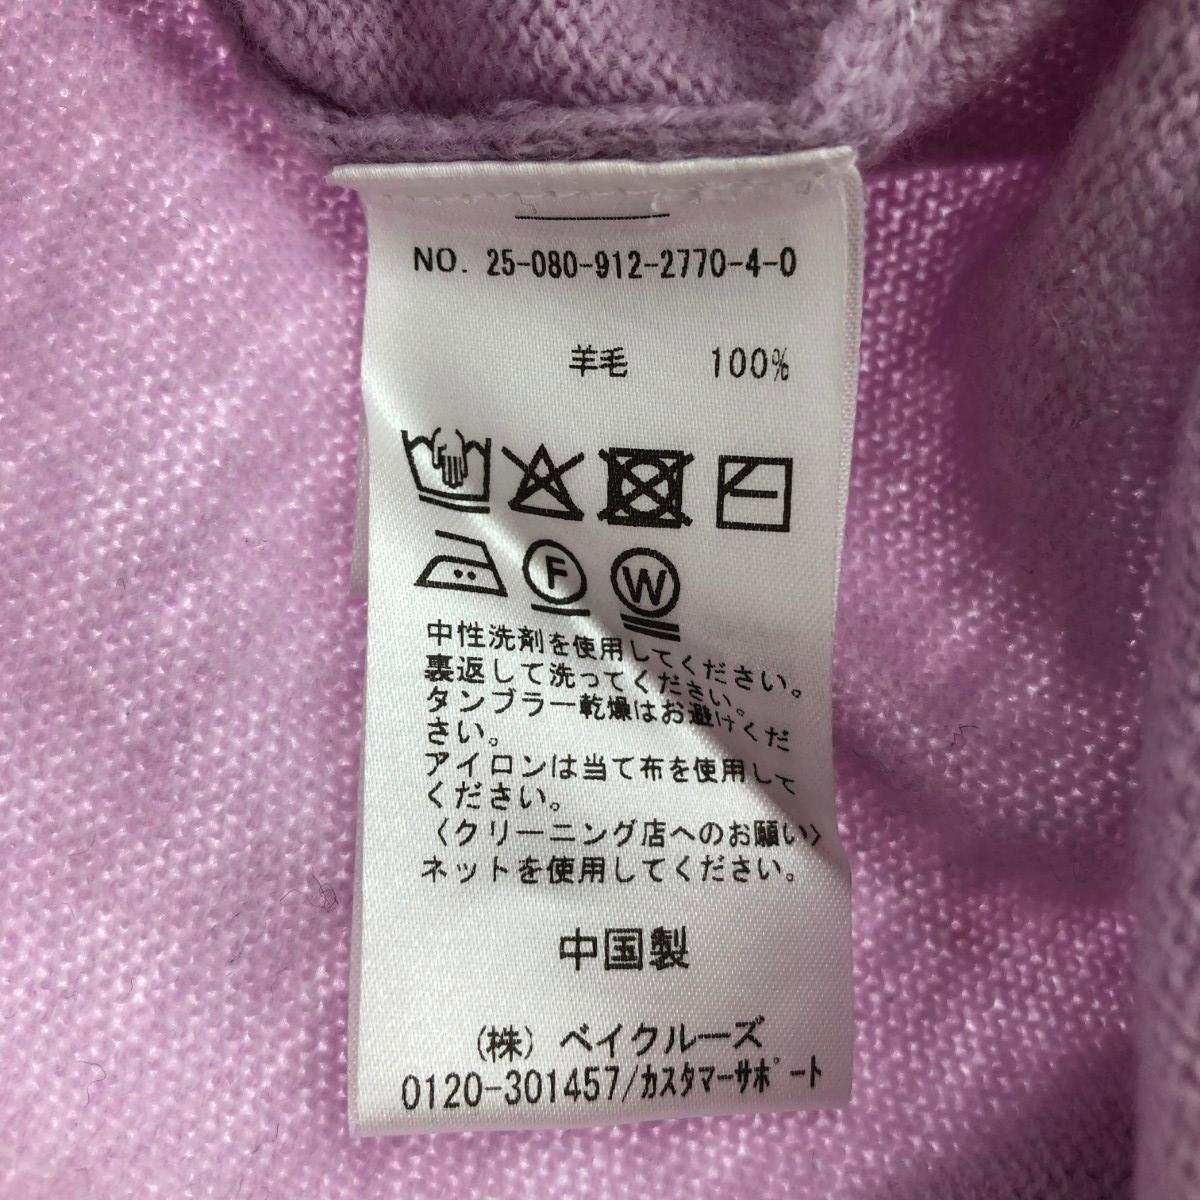 NO. 25-080-912-2770-4-0
羊毛 100%
F W
中性洗剤を使用してください。
裏返して洗ってください。
タンブラー乾燥はお避けくだ
さい。
アイロンは当て布を使用して
ください。
〈クリーニング店へのお願い〉
ネットを使用してください。
中国製
(株) ベイクルーズ
0120-301457/カスタマーサポート